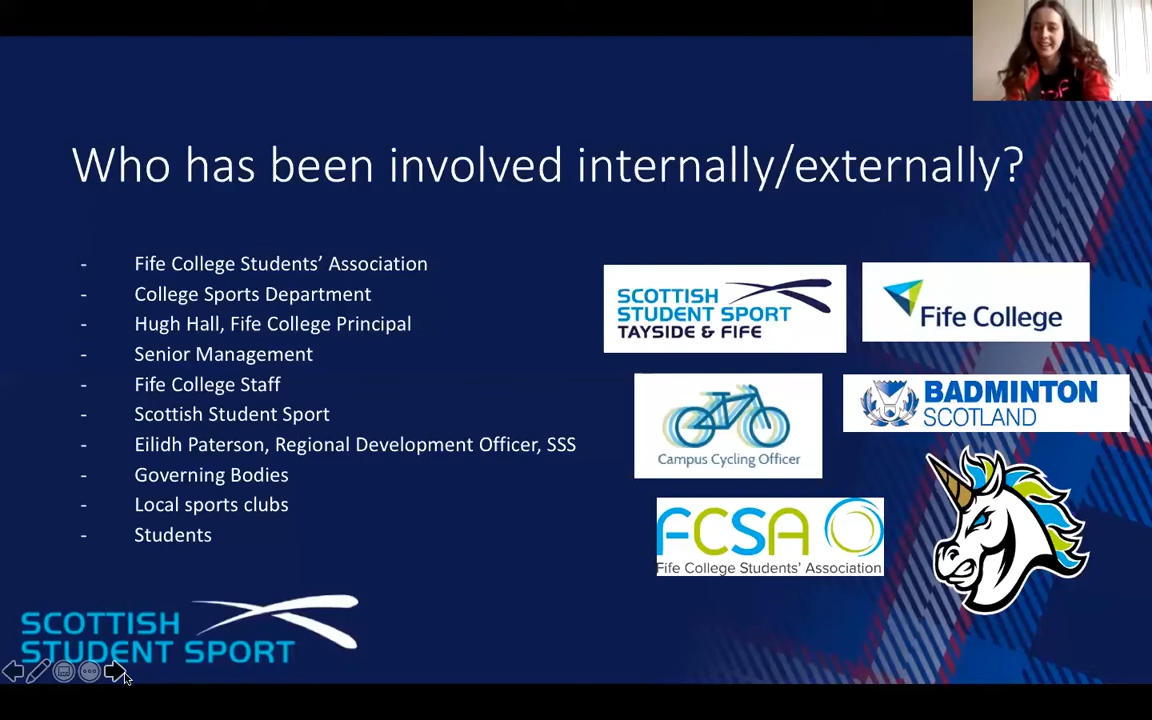 Who has been involved internally/externally?
- Fife College Students’ Association
- College Sports Department
- Hugh Hall, Fife College Principal
- Senior Management
- Fife College Staff
- Scottish Student Sport
- Eilidh Paterson, Regional Development Officer, SSS
- Governing Bodies
- Local sports clubs
- Students
SCOTTISH
STUDENT SPORT
TAYSIDE & FIFE
Fife College
Campus Cycling Officer
BADMINTON
SCOTLAND
FCSA
Fife College Students' Association
SCOTTISH
STUDENT SPORT